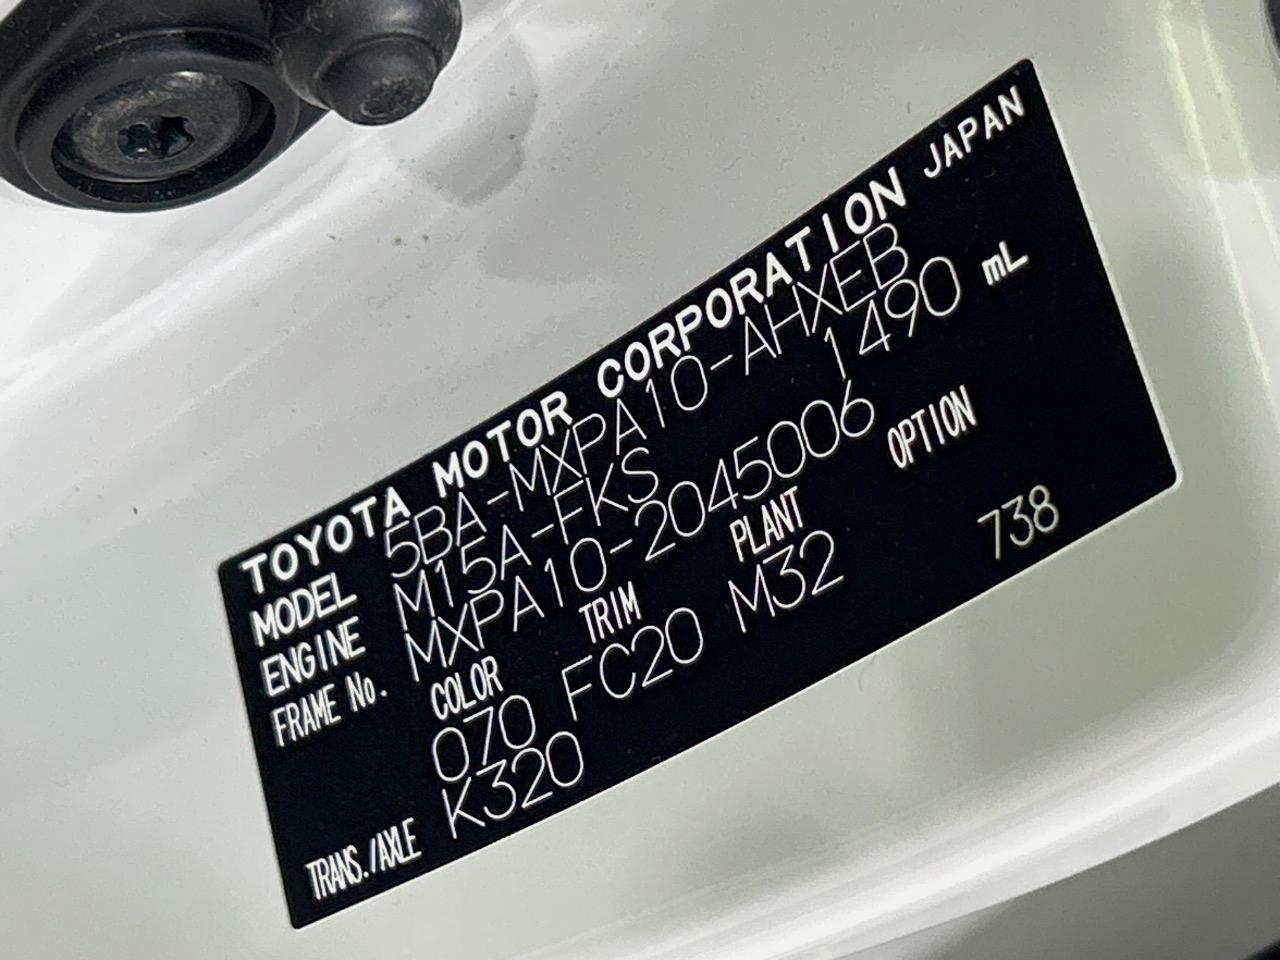 TOYOTA MOTOR CORPORATION JAPAN
MODEL 5BA-MXPA10-AHXEB
ENGINE M15A-FKS 1490 mL
FRAME No. MXPA10-2045006
COLOR TRIM PLANT OPTION
070 FC20 M32 738
TRANS./AXLE K320